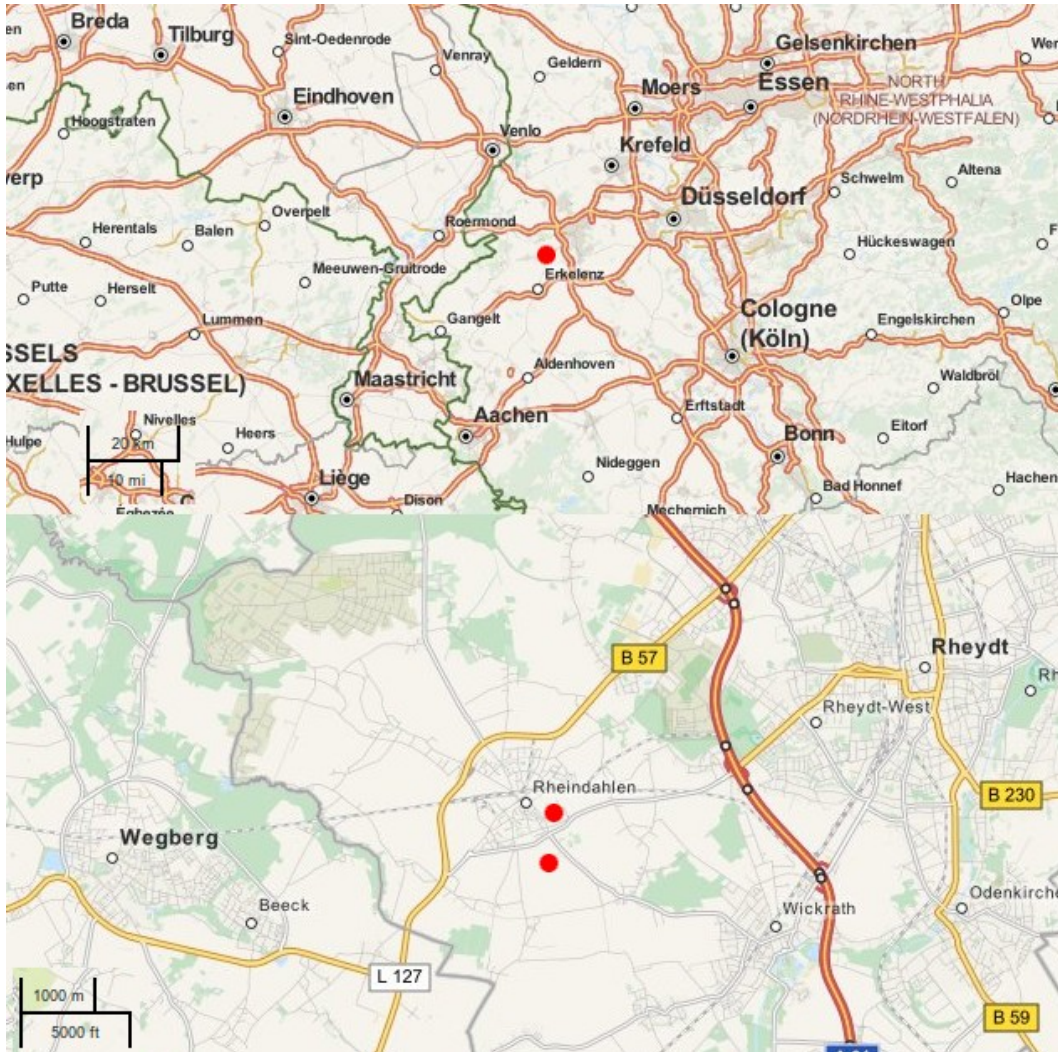 Breda
Tilburg
Sint-Oedenrode
Venray
Geldern
Gelsenkirchen
Moers
Essen
NORTH
RHINE-WESTPHALIA
(NORDRHEIN-WESTFALEN)
Eindhoven
Hoogstraten
Venlo
Krefeld
Altena
Schwelm
Düsseldorf
Overpelt
Roermond
Herentals
Balen
Hückeswagen
Meeuwen-Gruitrode
Erkelenz
Putte
Herselt
Lummen
Gangelt
Cologne
(Köln)
Engelskirchen
Olpe
SSELS
XELLES - BRUSSEL)
Maastricht
Aldenhoven
Waldbröl
Aachen
Erftstadt
Nivelles
Heers
Bonn
Eitorf
20 km
10 mi
Liège
Nideggen
Dison
Bad Honnef
Hachen
Eghezée
Mechernich
B 57
Rheydt
Rheydt-West
Rheindahlen
B 230
Wegberg
Beeck
Wickrath
Odenkirche
L 127
1000 m
5000 ft
B 59